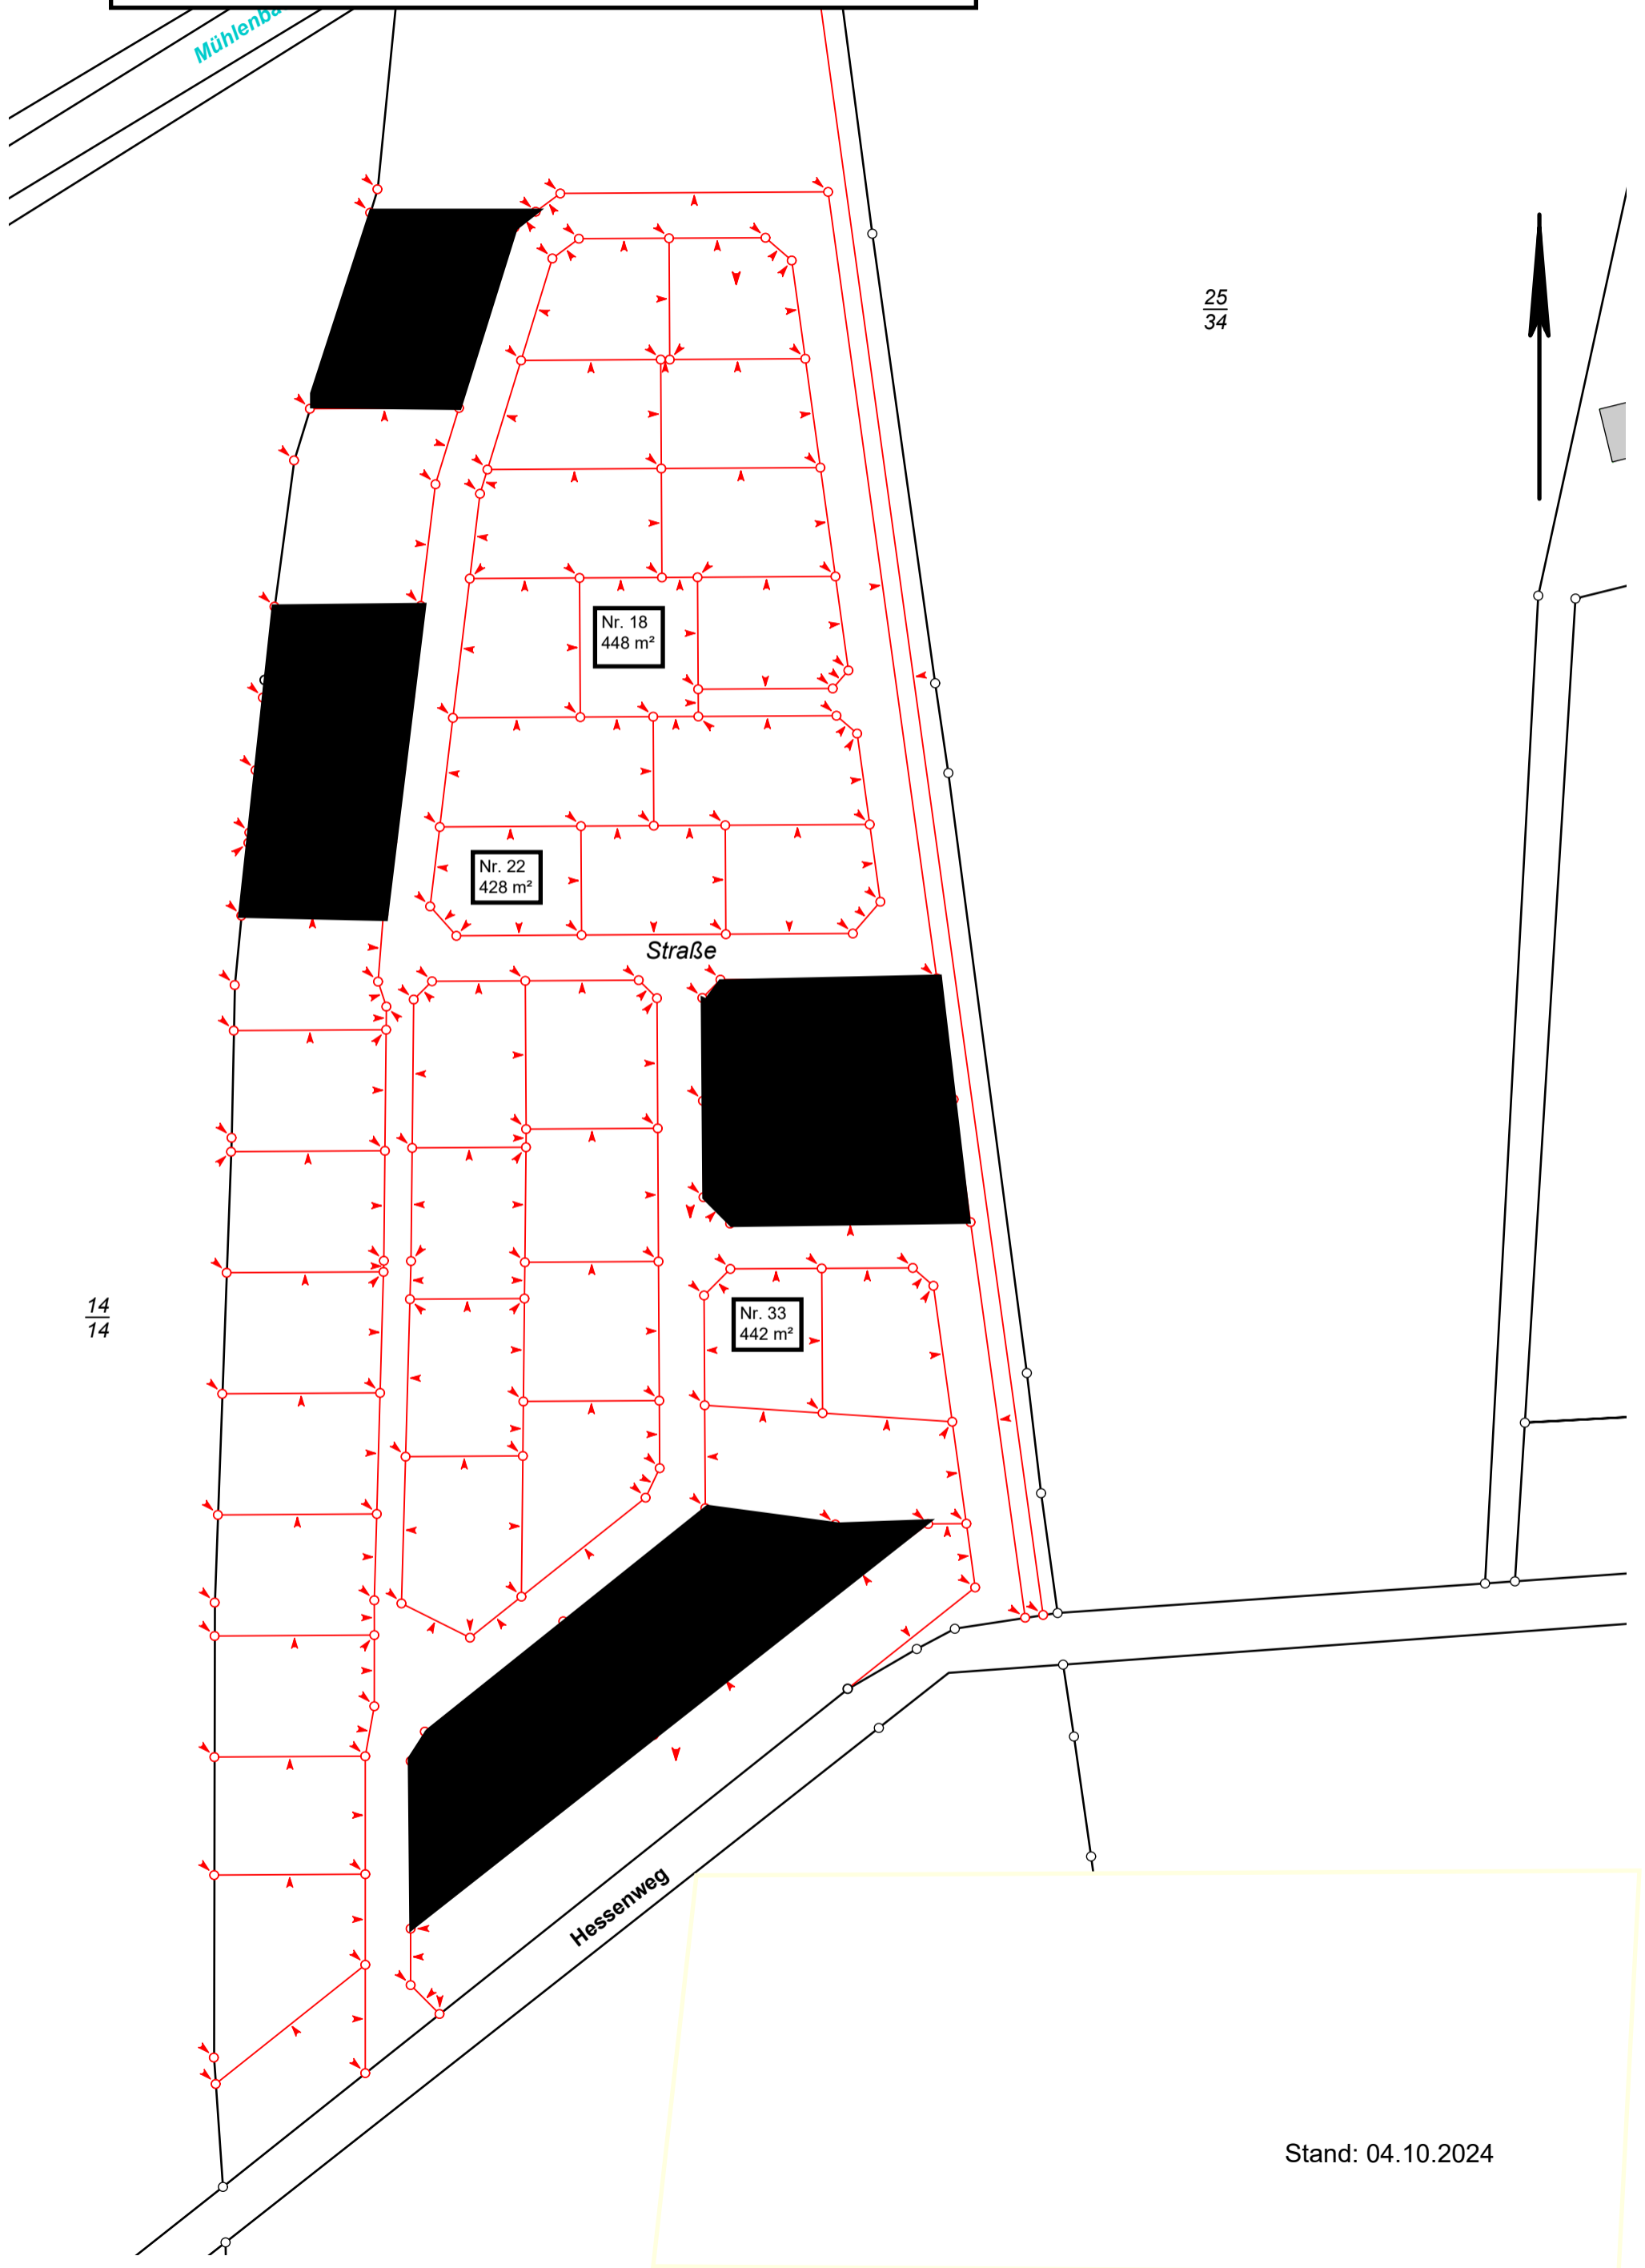 25
34
Nr. 18
448 m²
Nr. 22
428 m²
Straße
14
14
Nr. 33
442 m²
Hessenweg
Stand: 04.10.2024